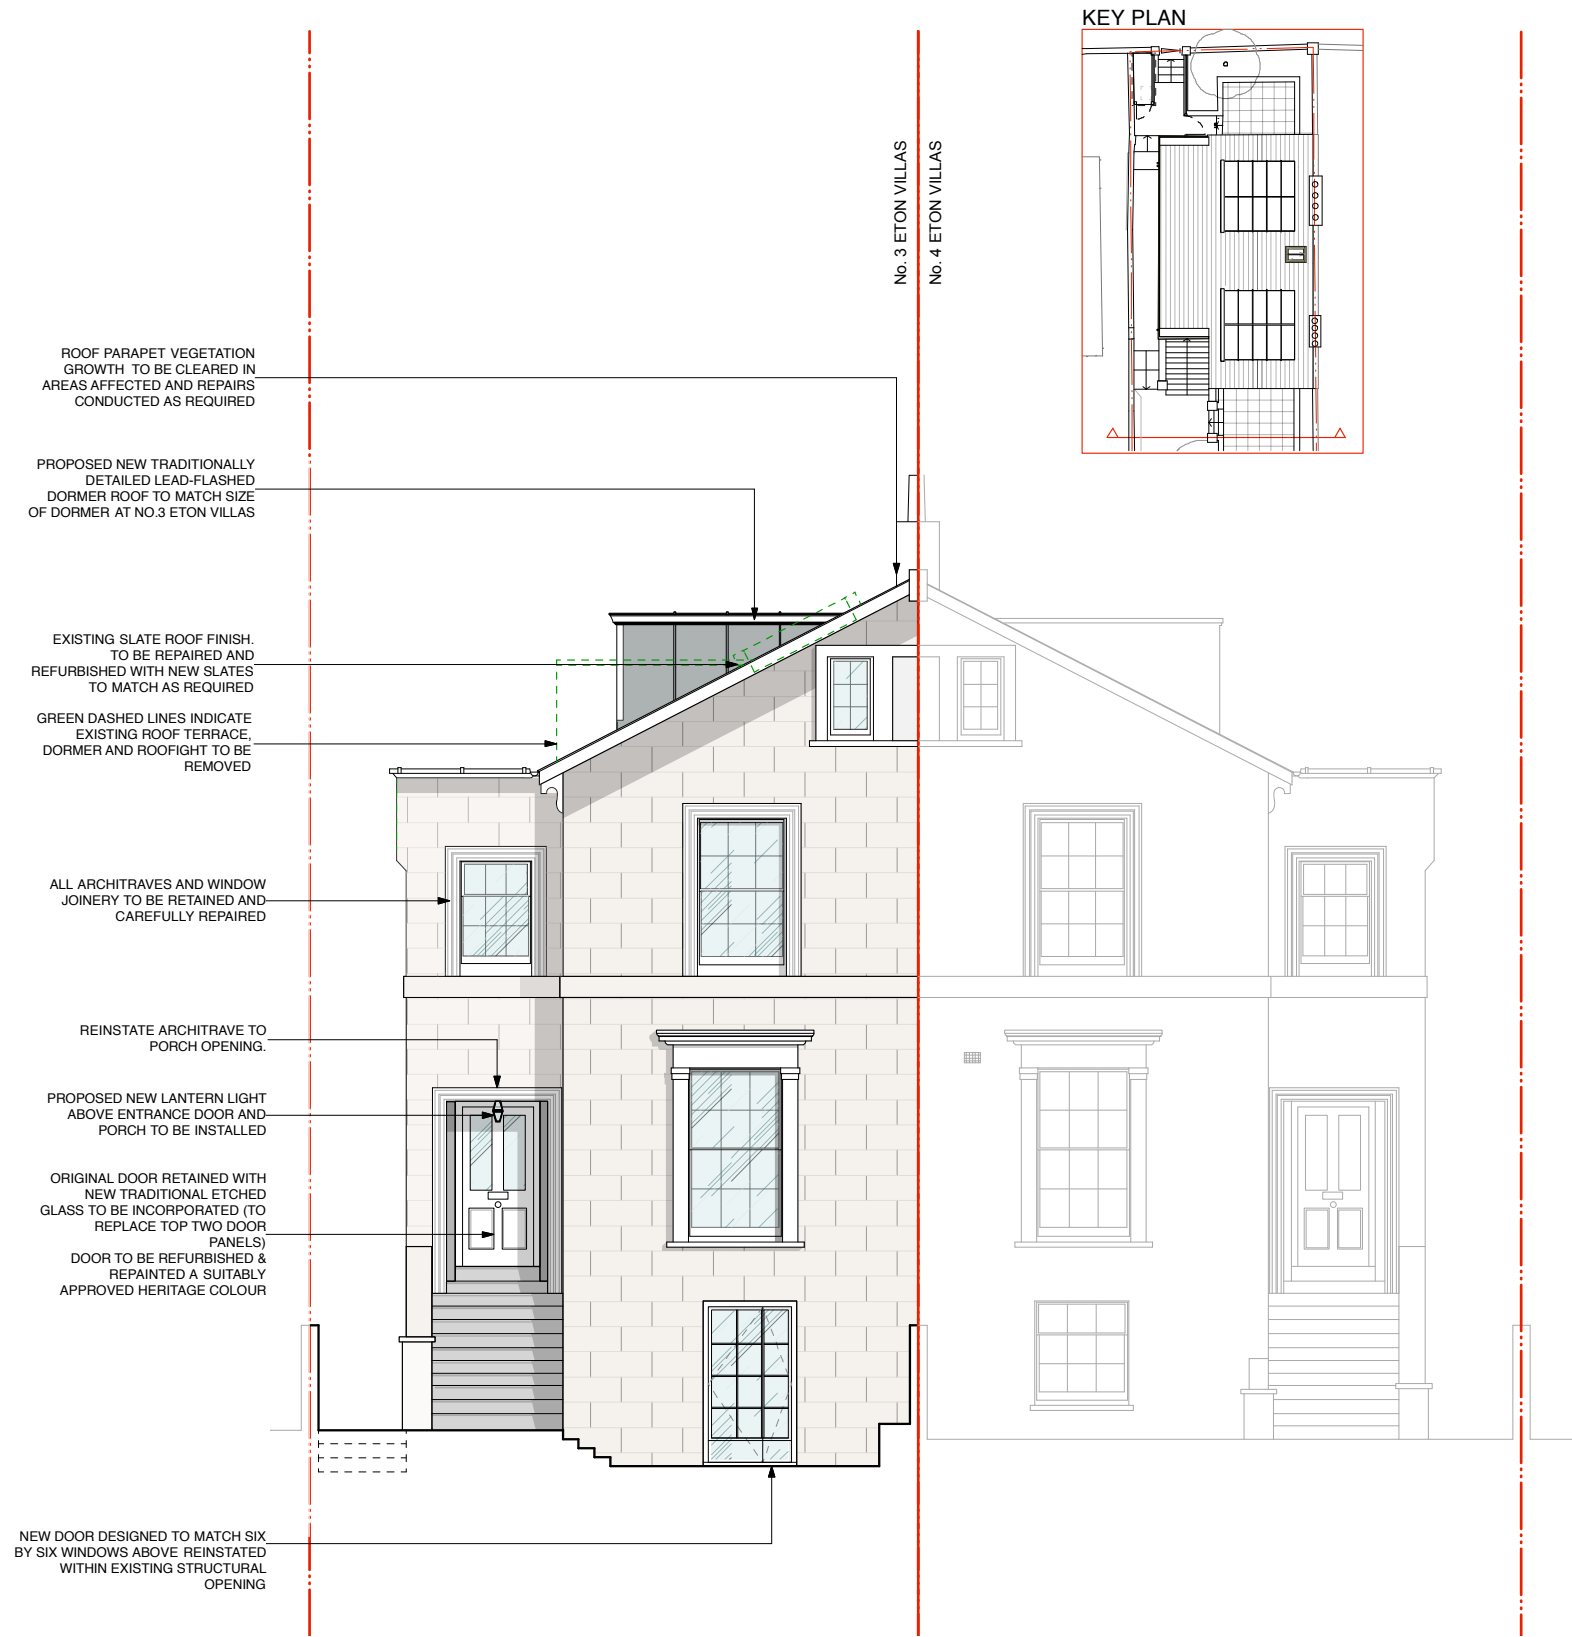 KEY PLAN
No. 3 ETON VILLAS
No. 4 ETON VILLAS
ROOF PARAPET VEGETATION
GROWTH TO BE CLEARED IN
AREAS AFFECTED AND REPAIRS
CONDUCTED AS REQUIRED
PROPOSED NEW TRADITIONALLY
DETAILED LEAD-FLASHED
DORMER ROOF TO MATCH SIZE
OF DORMER AT NO.3 ETON VILLAS
EXISTING SLATE ROOF FINISH.
TO BE REPAIRED AND
REFURBISHED WITH NEW SLATES
TO MATCH AS REQUIRED
GREEN DASHED LINES INDICATE
EXISTING ROOF TERRACE,
DORMER AND ROOFIGHT TO BE
REMOVED
ALL ARCHITRAVES AND WINDOW
JOINERY TO BE RETAINED AND
CAREFULLY REPAIRED
REINSTATE ARCHITRAVE TO
PORCH OPENING.
PROPOSED NEW LANTERN LIGHT
ABOVE ENTRANCE DOOR AND
PORCH TO BE INSTALLED
ORIGINAL DOOR RETAINED WITH
NEW TRADITIONAL ETCHED
GLASS TO BE INCORPORATED (TO
REPLACE TOP TWO DOOR
PANELS)
DOOR TO BE REFURBISHED &
REPAINTED A SUITABLY
APPROVED HERITAGE COLOUR
NEW DOOR DESIGNED TO MATCH SIX
BY SIX WINDOWS ABOVE REINSTATED
WITHIN EXISTING STRUCTURAL
OPENING